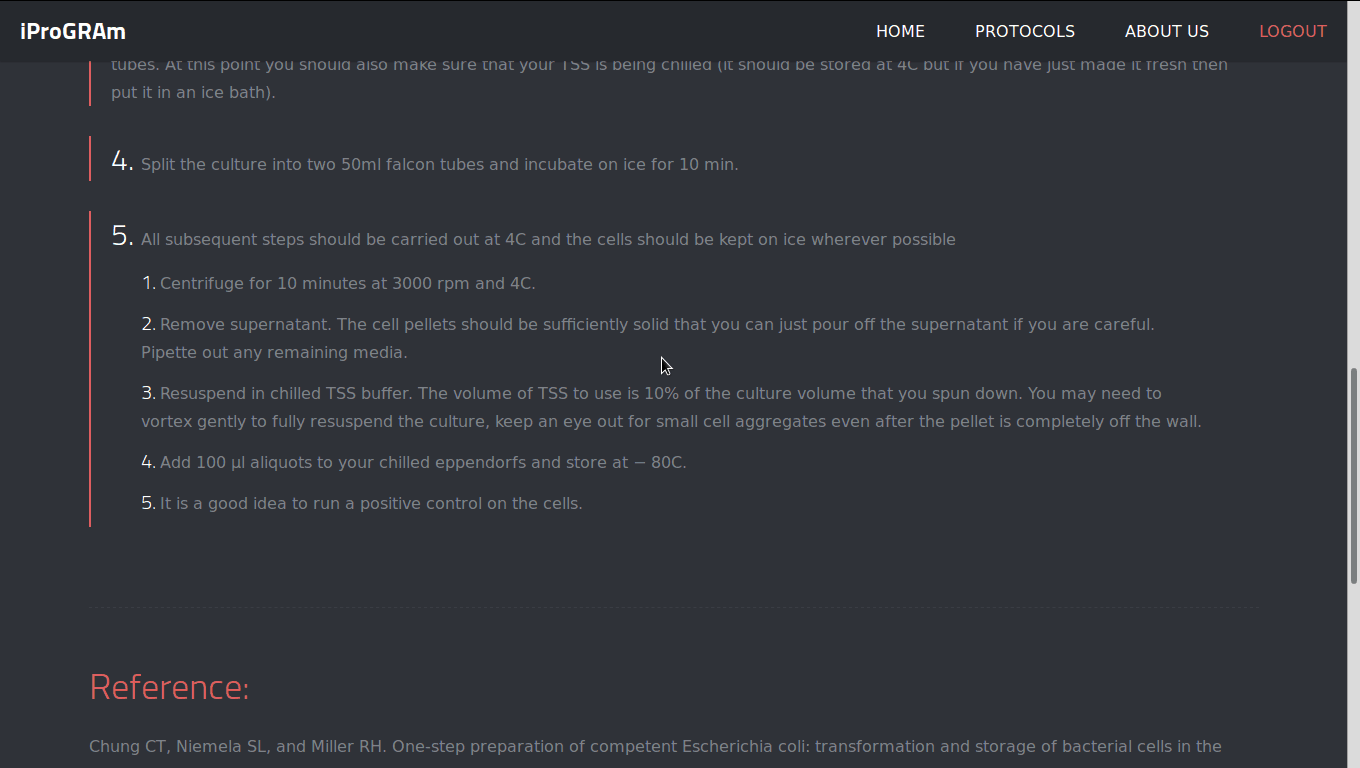 iProGRAm HOME PROTOCOLS ABOUT US LOGOUT
tubes. At this point you should also make sure that your TSS is being chilled (it should be stored at 4C but if you have just made it fresh then
put it in an ice bath).
4. Split the culture into two 50ml falcon tubes and incubate on ice for 10 min.
5. All subsequent steps should be carried out at 4C and the cells should be kept on ice wherever possible
1. Centrifuge for 10 minutes at 3000 rpm and 4C.
2. Remove supernatant. The cell pellets should be sufficiently solid that you can just pour off the supernatant if you are careful.
Pipette out any remaining media.
3. Resuspend in chilled TSS buffer. The volume of TSS to use is 10% of the culture volume that you spun down. You may need to
vortex gently to fully resuspend the culture, keep an eye out for small cell aggregates even after the pellet is completely off the wall.
4. Add 100 µl aliquots to your chilled eppendorfs and store at − 80C.
5. It is a good idea to run a positive control on the cells.
Reference:
Chung CT, Niemela SL, and Miller RH. One-step preparation of competent Escherichia coli: transformation and storage of bacterial cells in the